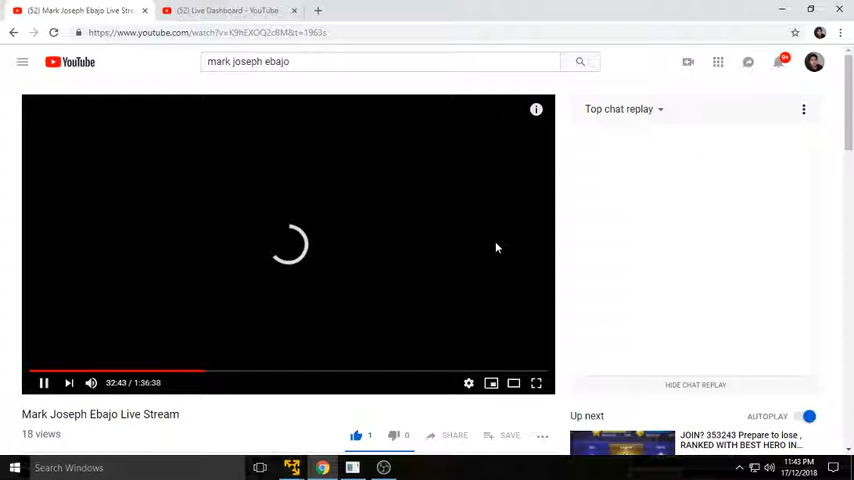 (52) Mark Joseph Ebajo Live Stre
(52) Live Dashboard - YouTube
https://www.youtube.com/watch?v=K9hEXOQ2c8M&t=1963s
YouTube
mark joseph ebajo
9+
Top chat replay
32:43 / 1:36:38
HIDE CHAT REPLAY
Mark Joseph Ebajo Live Stream
18 views
1
0
SHARE
SAVE
Up next
AUTOPLAY
JOIN? 353243 Prepare to lose ,
RANKED WITH BEST HERO IN...
Search Windows
11:43 PM
17/12/2018